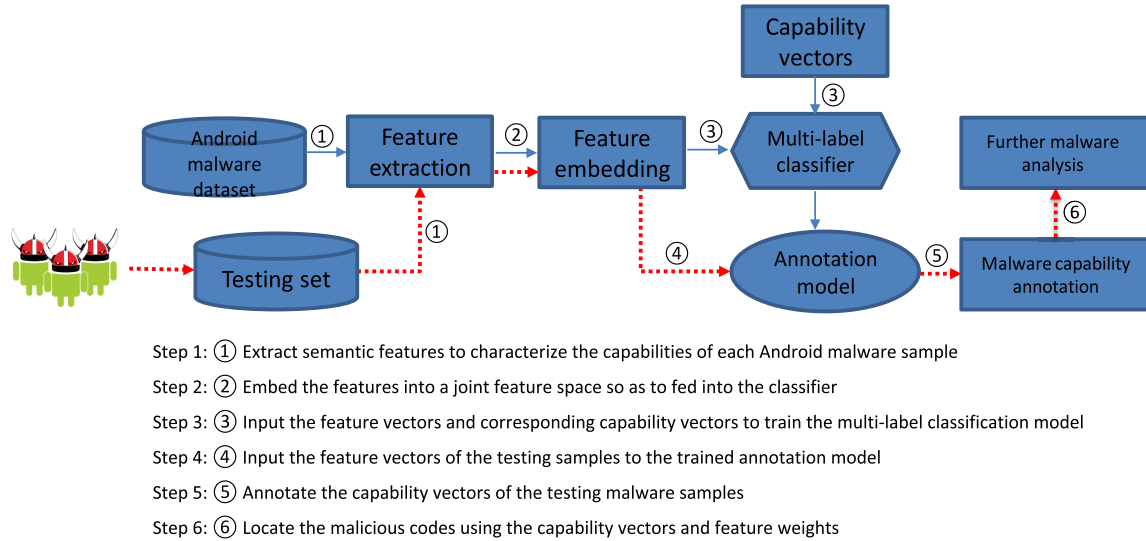 Capability
vectors
③
Android
malware
dataset
①
Feature
extraction
②
Feature
embedding
③
Multi-label
classifier
Further malware
analysis
①
⑥
Testing set
④
Annotation
model
⑤
Malware capability
annotation
Step 1: ① Extract semantic features to characterize the capabilities of each Android malware sample
Step 2: ② Embed the features into a joint feature space so as to fed into the classifier
Step 3: ③ Input the feature vectors and corresponding capability vectors to train the multi-label classification model
Step 4: ④ Input the feature vectors of the testing samples to the trained annotation model
Step 5: ⑤ Annotate the capability vectors of the testing malware samples
Step 6: ⑥ Locate the malicious codes using the capability vectors and feature weights